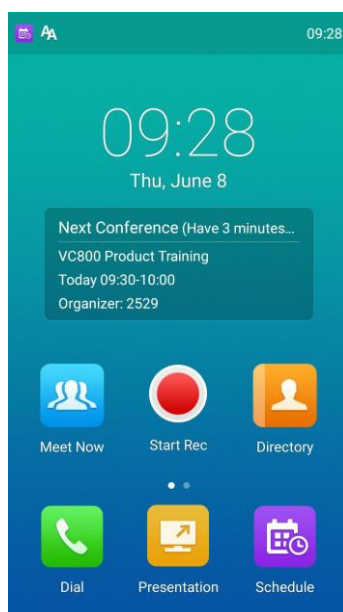 AA 09:28
09:28
Thu, June 8
Next Conference (Have 3 minutes...
VC800 Product Training
Today 09:30-10:00
Organizer: 2529
Meet Now Start Rec Directory
Dial Presentation Schedule